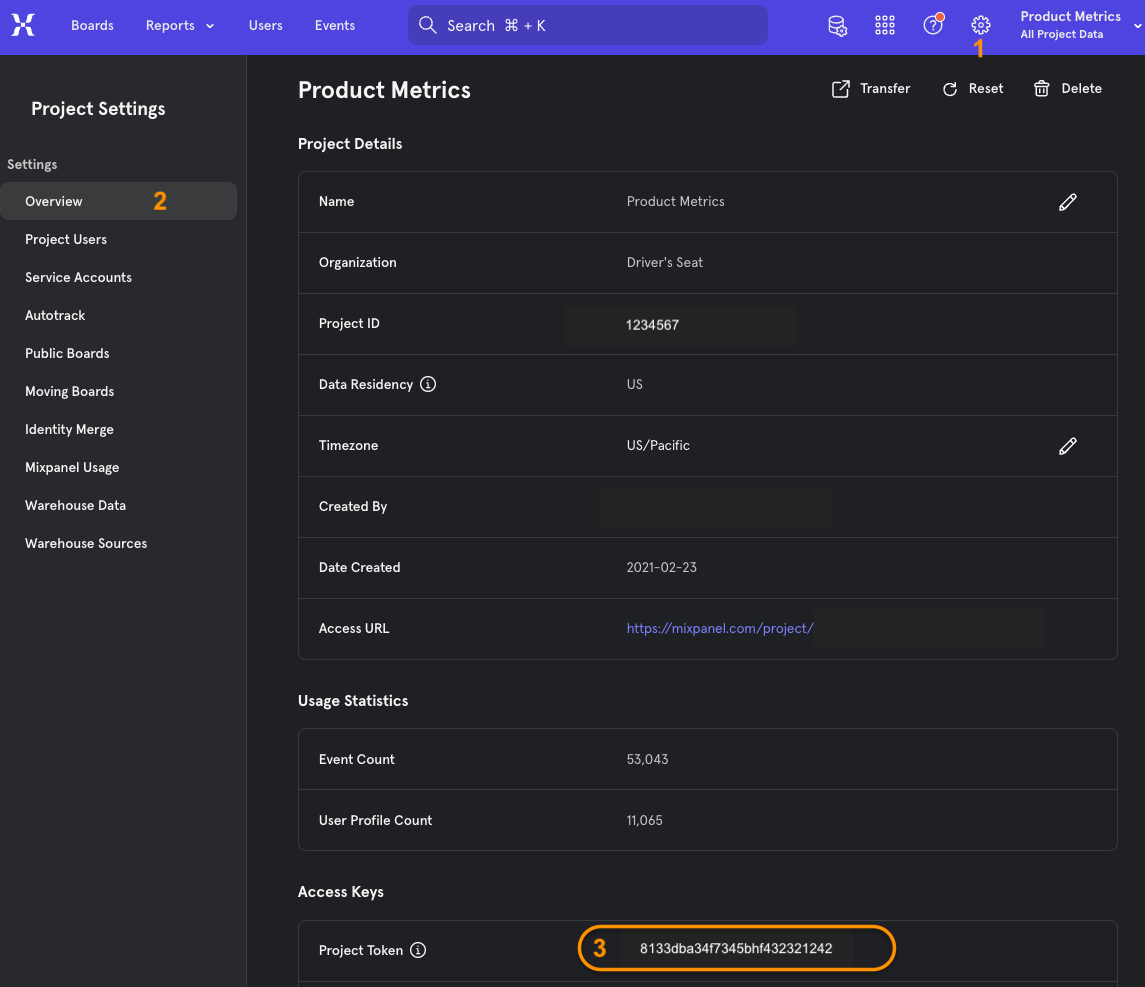 Boards Reports Users Events Search ⌘ + K Product Metrics
All Project Data
1
Project Settings
Settings
Overview 2
Project Users
Service Accounts
Autotrack
Public Boards
Moving Boards
Identity Merge
Mixpanel Usage
Warehouse Data
Warehouse Sources
Product Metrics Transfer Reset Delete
Project Details
Name Product Metrics
Organization Driver's Seat
Project ID 1234567
Data Residency US
Timezone US/Pacific
Created By
Date Created 2021-02-23
Access URL https://mixpanel.com/project/
Usage Statistics
Event Count 53,043
User Profile Count 11,065
Access Keys
Project Token 3 8133dba34f7345bhf432321242